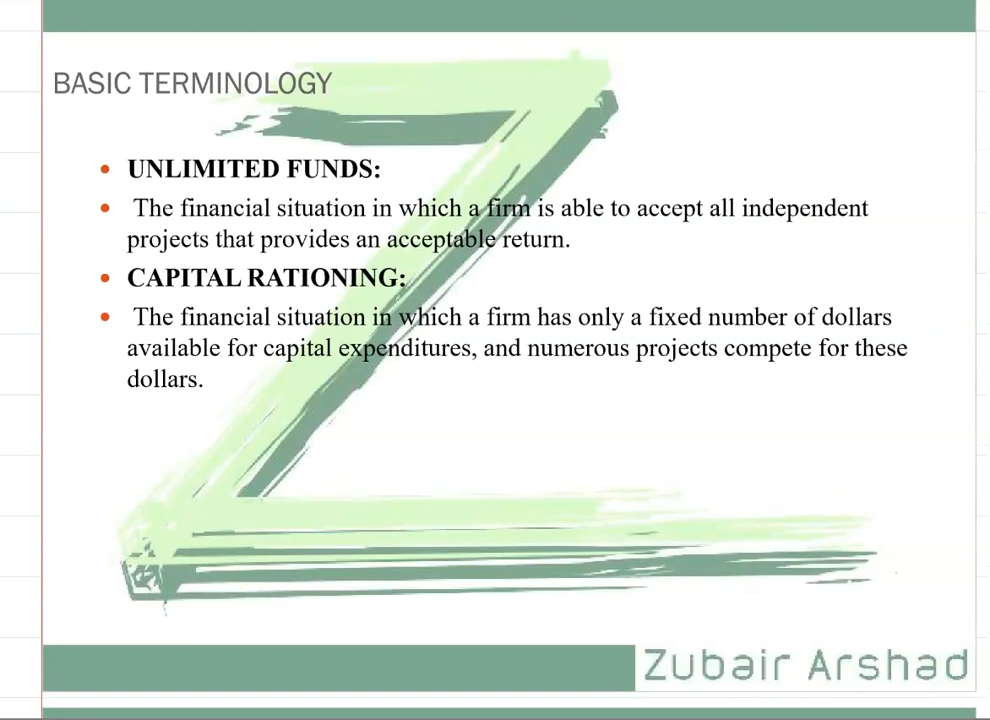 BASIC TERMINOLOGY
• UNLIMITED FUNDS:
• The financial situation in which a firm is able to accept all independent
projects that provides an acceptable return.
• CAPITAL RATIONING:
• The financial situation in which a firm has only a fixed number of dollars
available for capital expenditures, and numerous projects compete for these
dollars.
Zubair Arshad